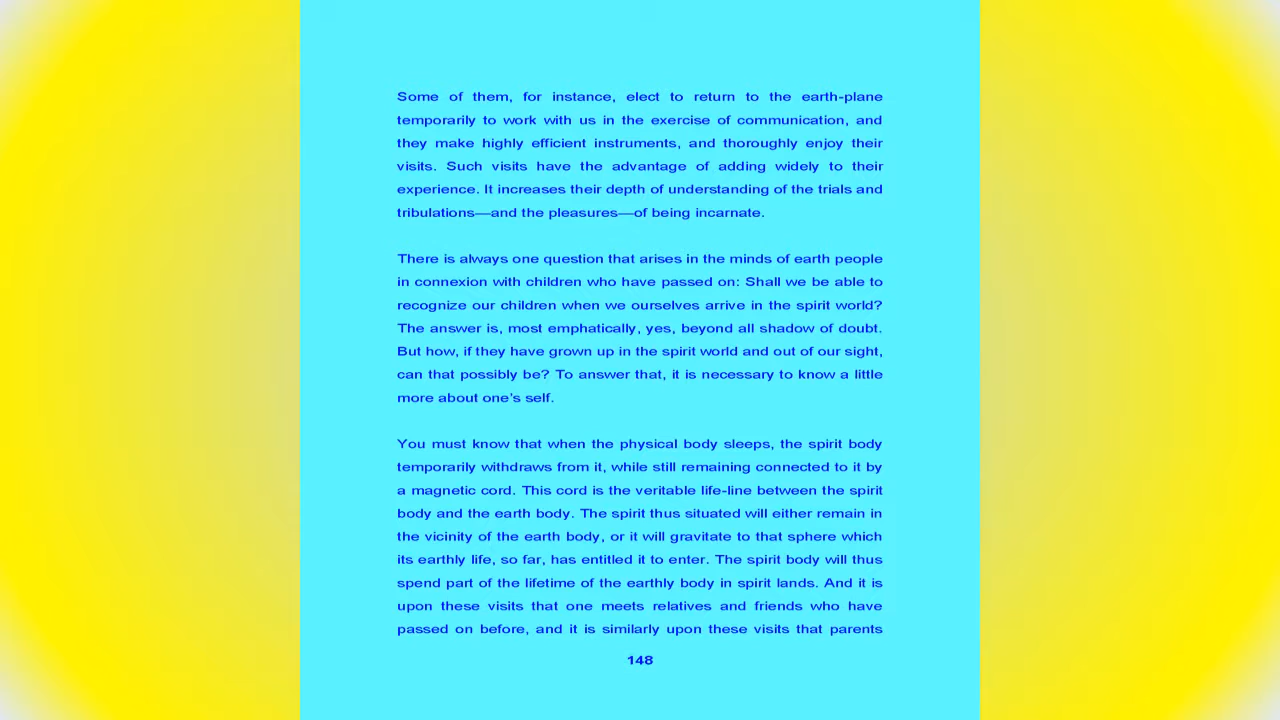 Some of them, for instance, elect to return to the earth-plane
temporarily to work with us in the exercise of communication, and
they make highly efficient instruments, and thoroughly enjoy their
visits. Such visits have the advantage of adding widely to their
experience. It increases their depth of understanding of the trials and
tribulations—and the pleasures—of being incarnate.
There is always one question that arises in the minds of earth people
in connexion with children who have passed on: Shall we be able to
recognize our children when we ourselves arrive in the spirit world?
The answer is, most emphatically, yes, beyond all shadow of doubt.
But how, if they have grown up in the spirit world and out of our sight,
can that possibly be? To answer that, it is necessary to know a little
more about one's self.
You must know that when the physical body sleeps, the spirit body
temporarily withdraws from it, while still remaining connected to it by
a magnetic cord. This cord is the veritable life-line between the spirit
body and the earth body. The spirit thus situated will either remain in
the vicinity of the earth body, or it will gravitate to that sphere which
its earthly life, so far, has entitled it to enter. The spirit body will thus
spend part of the lifetime of the earthly body in spirit lands. And it is
upon these visits that one meets relatives and friends who have
passed on before, and it is similarly upon these visits that parents
148